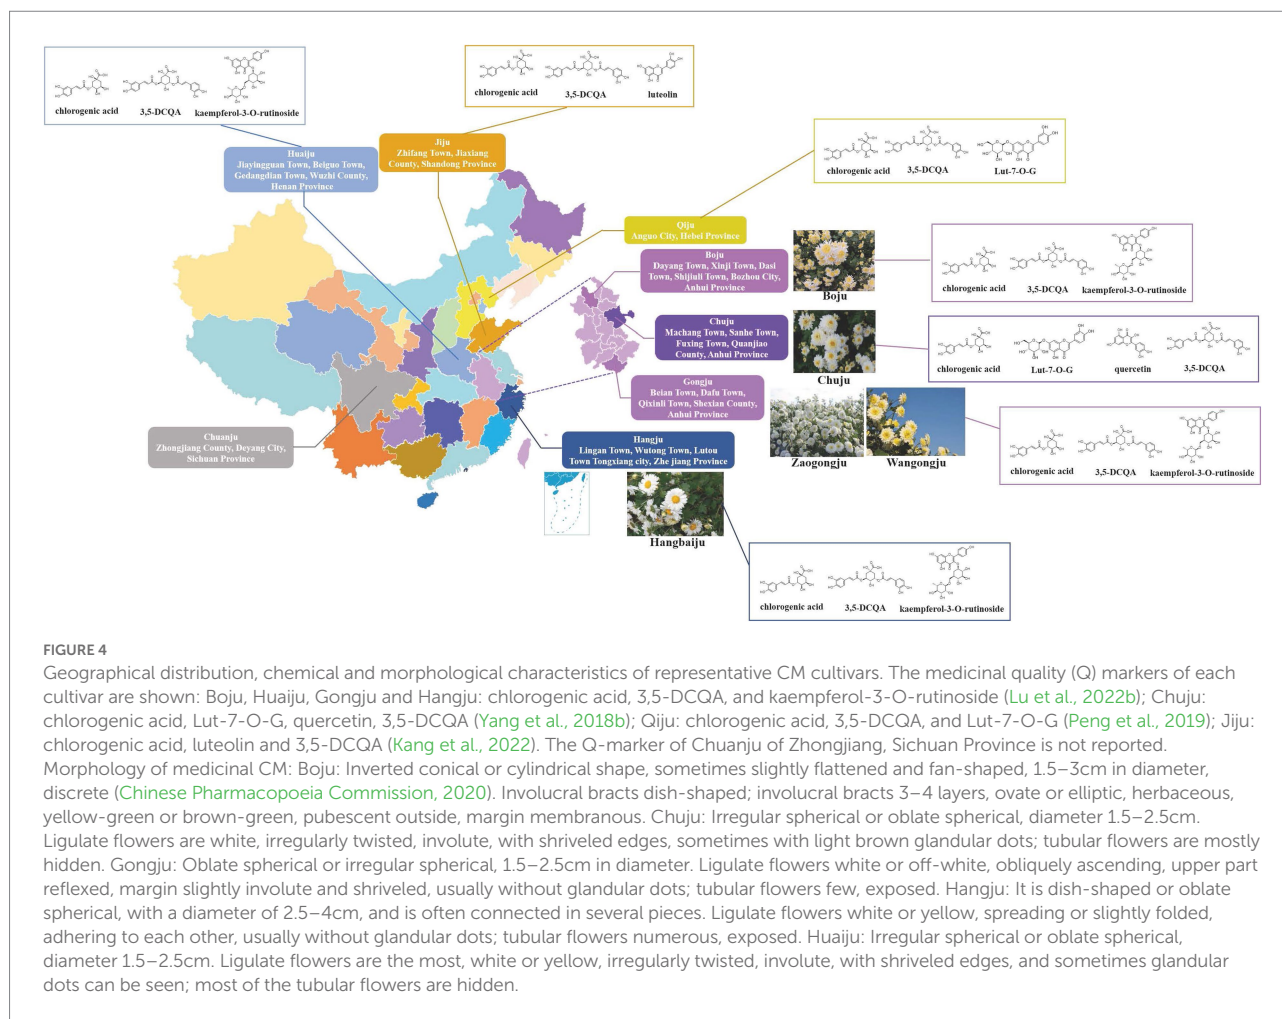 chlorogenic acid
3,5-DCQA
kaempferol-3-O-rutinoside
chlorogenic acid
3,5-DCQA
luteolin
Huaiju
Jiayingguan Town, Beiguo Town,
Gedangdian Town, Wuzhi County,
Henan Province
Jiju
Zhifang Town, Jiaxiang
County, Shandong Province
chlorogenic acid
3,5-DCQA
Lut-7-O-G
Qiju
Anguo City, Hebei Province
Boju
Dayang Town, Xinji Town, Dasi
Town, Shijiuli Town, Bozhou City,
Anhui Province
Boju
chlorogenic acid
3,5-DCQA
kaempferol-3-O-rutinoside
Chuju
Machang Town, Sanhe Town,
Fuxing Town, Quanjiao
County, Anhui Province
Chuju
chlorogenic acid
Lut-7-O-G
quercetin
3,5-DCQA
Gongju
Beian Town, Dafu Town,
Qixinli Town, Shexian County,
Anhui Province
Zaogongju
Wangongju
chlorogenic acid
3,5-DCQA
kaempferol-3-O-rutinoside
Chuanju
Zhongjiang County, Deyang City,
Sichuan Province
Hangju
Lingan Town, Wutong Town, Lutou
Town Tongxiang city, Zhe jiang Province
Hangbaiju
chlorogenic acid
3,5-DCQA
kaempferol-3-O-rutinoside
FIGURE 4
Geographical distribution, chemical and morphological characteristics of representative CM cultivars. The medicinal quality (Q) markers of each
cultivar are shown: Boju, Huaiju, Gongju and Hangju: chlorogenic acid, 3,5-DCQA, and kaempferol-3-O-rutinoside (Lu et al., 2022b); Chuju:
chlorogenic acid, Lut-7-O-G, quercetin, 3,5-DCQA (Yang et al., 2018b); Qiju: chlorogenic acid, 3,5-DCQA, and Lut-7-O-G (Peng et al., 2019); Jiju:
chlorogenic acid, luteolin and 3,5-DCQA (Kang et al., 2022). The Q-marker of Chuanju of Zhongjiang, Sichuan Province is not reported.
Morphology of medicinal CM: Boju: Inverted conical or cylindrical shape, sometimes slightly flattened and fan-shaped, 1.5–3cm in diameter,
discrete (Chinese Pharmacopoeia Commission, 2020). Involucral bracts dish-shaped; involucral bracts 3–4 layers, ovate or elliptic, herbaceous,
yellow-green or brown-green, pubescent outside, margin membranous. Chuju: Irregular spherical or oblate spherical, diameter 1.5–2.5cm.
Ligulate flowers are white, irregularly twisted, involute, with shriveled edges, sometimes with light brown glandular dots; tubular flowers are mostly
hidden. Gongju: Oblate spherical or irregular spherical, 1.5–2.5cm in diameter. Ligulate flowers white or off-white, obliquely ascending, upper part
reflexed, margin slightly involute and shriveled, usually without glandular dots; tubular flowers few, exposed. Hangju: It is dish-shaped or oblate
spherical, with a diameter of 2.5–4cm, and is often connected in several pieces. Ligulate flowers white or yellow, spreading or slightly folded,
adhering to each other, usually without glandular dots; tubular flowers numerous, exposed. Huaiju: Irregular spherical or oblate spherical,
diameter 1.5–2.5cm. Ligulate flowers are the most, white or yellow, irregularly twisted, involute, with shriveled edges, and sometimes glandular
dots can be seen; most of the tubular flowers are hidden.